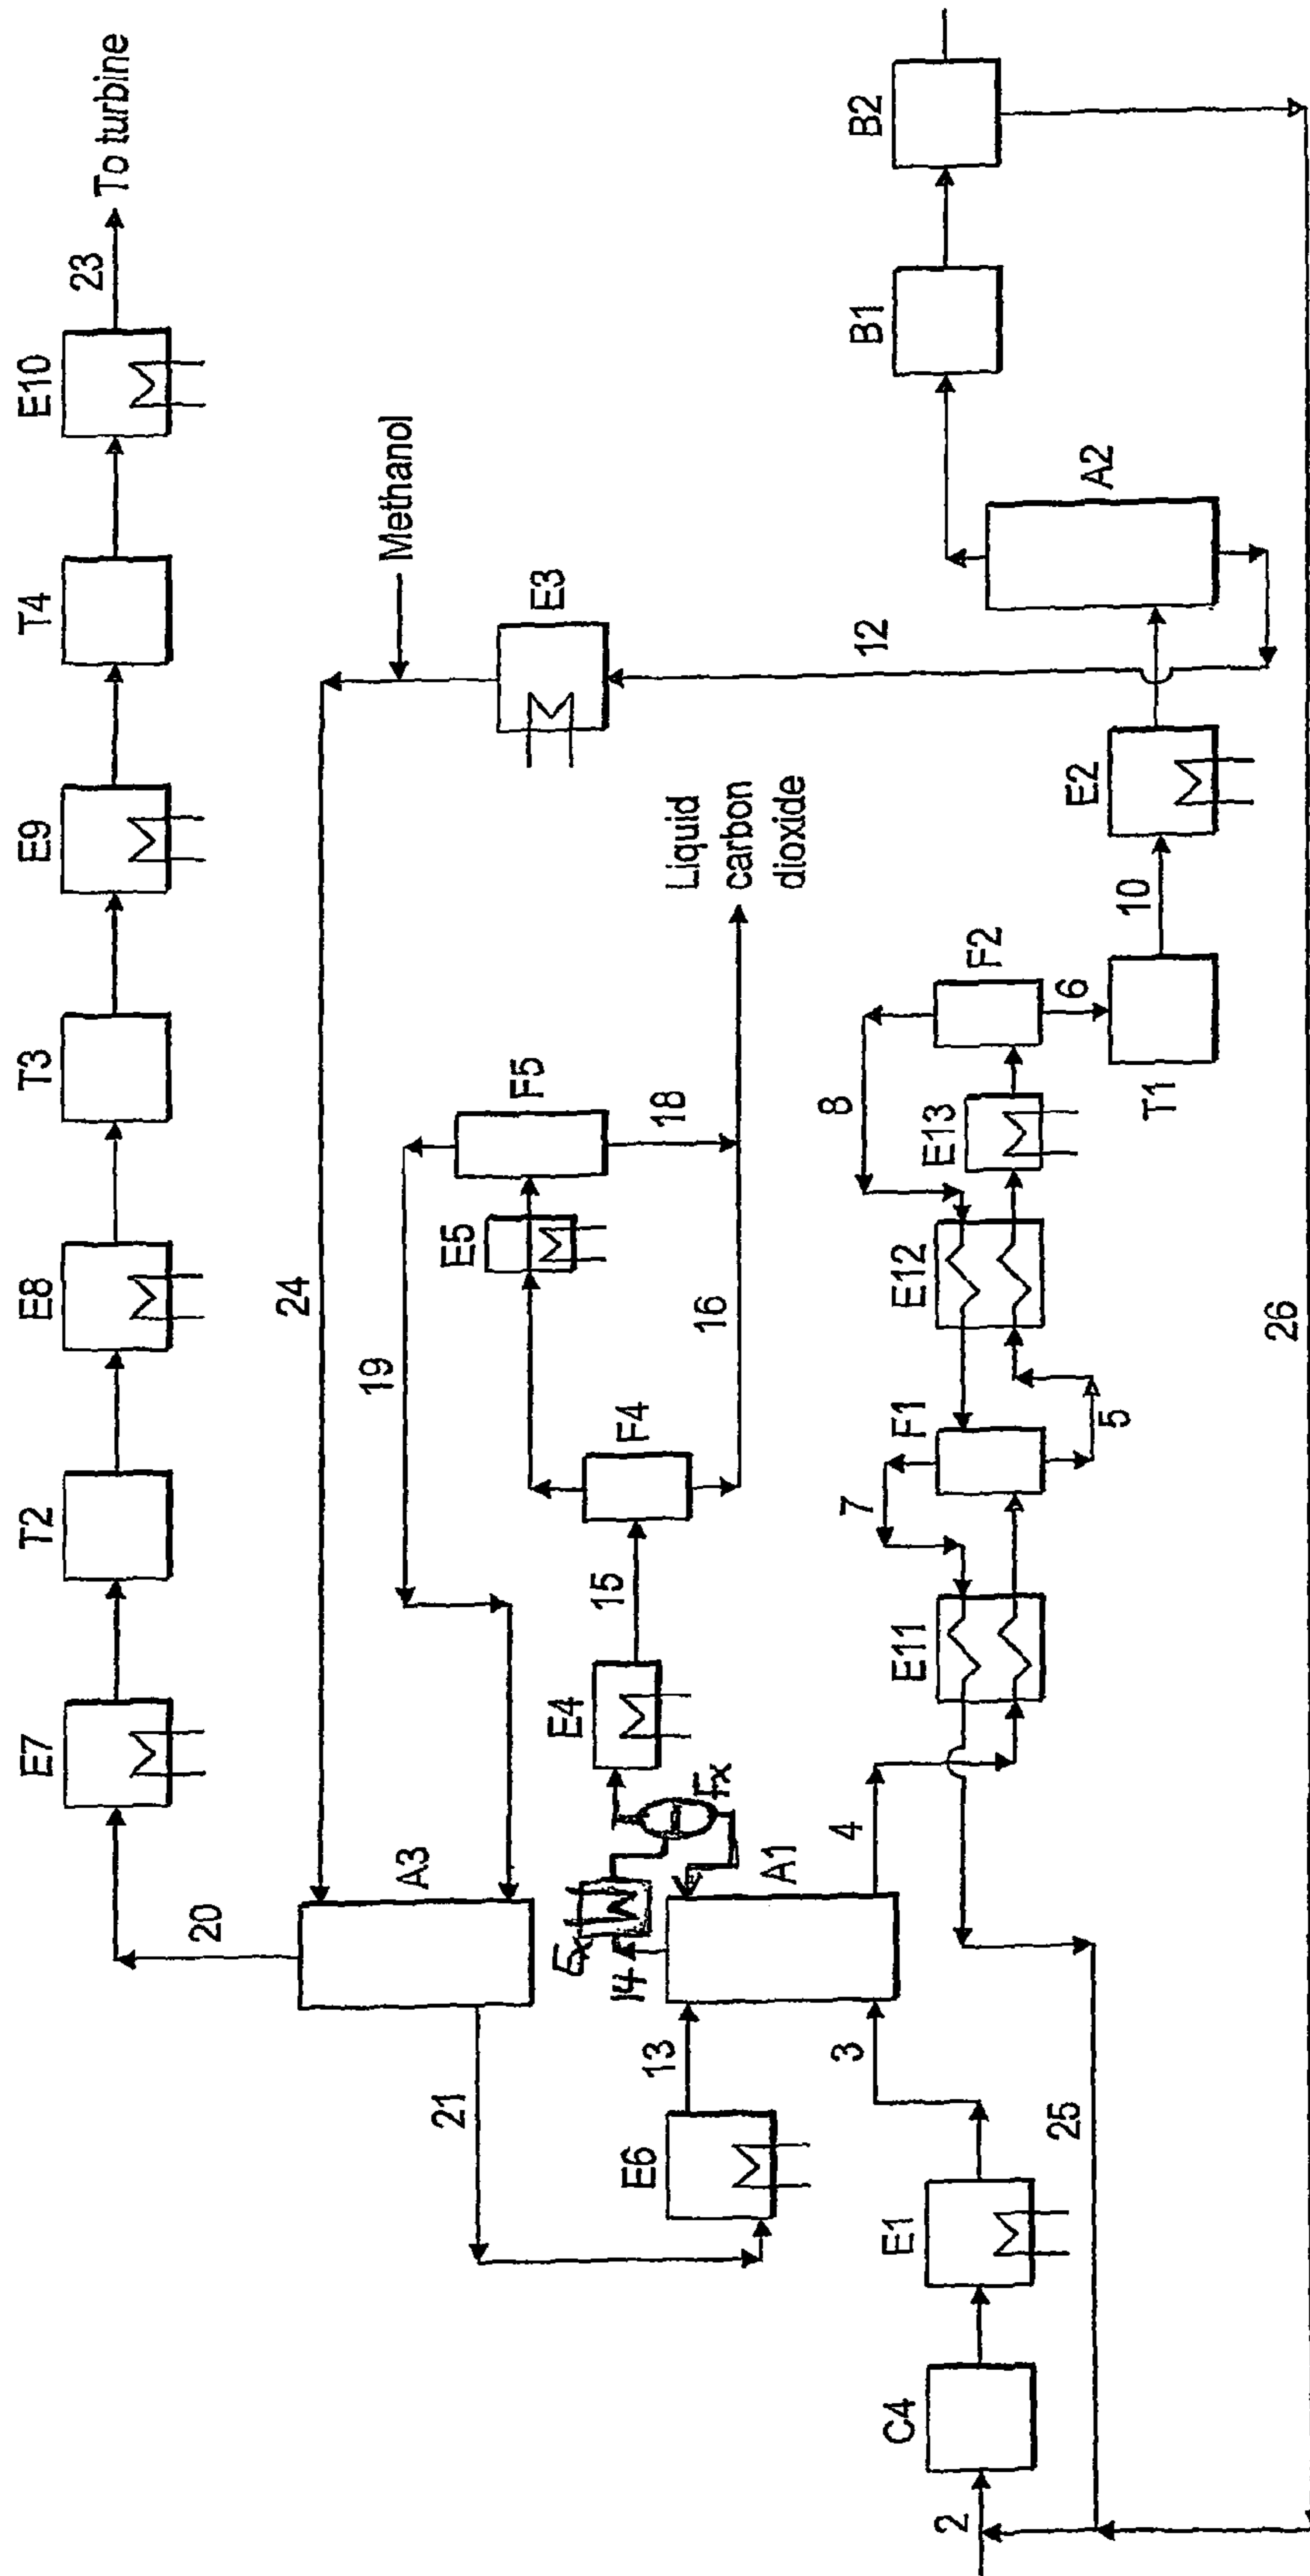 E7
T2
E8
T3
E9
T4
E10
23
To turbine
20
24
Methanol
A3
19
F5
E3
21
E5
18
Ex
14
Fx
E4
15
F4
16
Liquid
carbon
dioxide
12
13
E6
A1
3
4
7
8
F2
B1
B2
E11
F1
E12
E13
6
A2
2
C4
E1
25
5
T1
10
E2
26